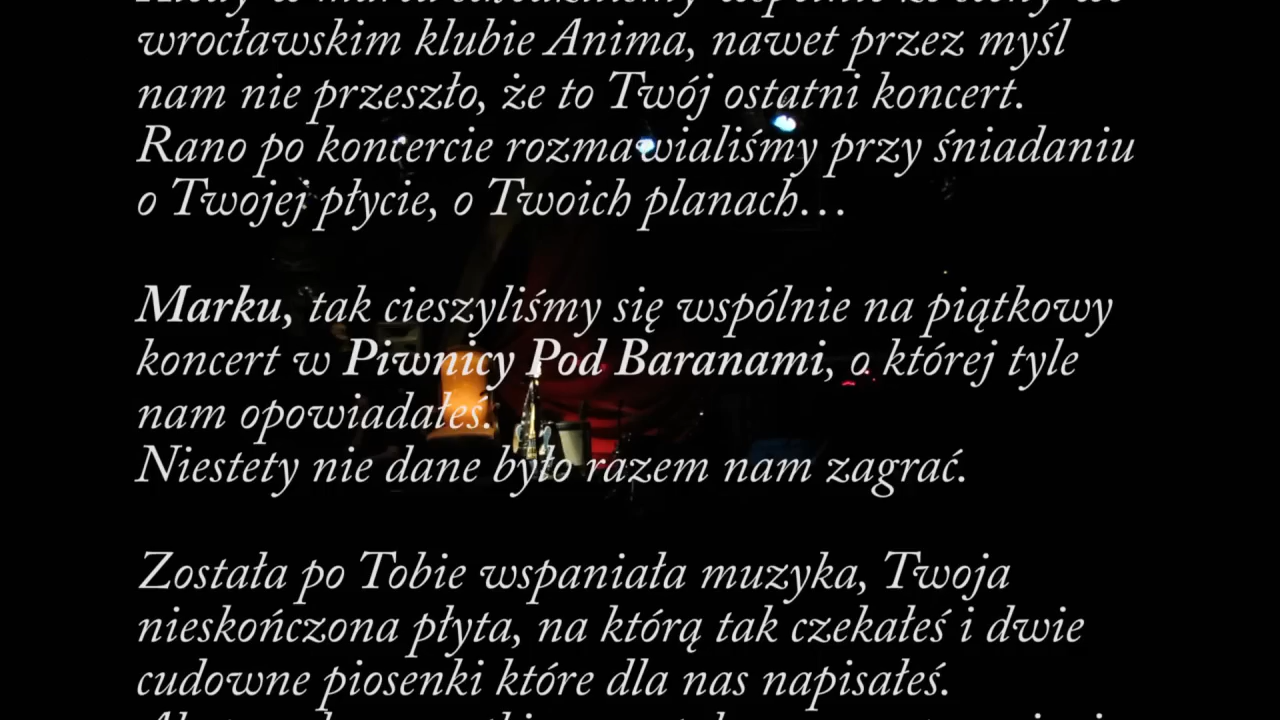 wrocławskim klubie Anima, nawet przez myśl
nam nie przeszło, że to Twój ostatni koncert.
Rano po koncercie rozmawialiśmy przy śniadaniu
o Twojej płycie, o Twoich planach…
Marku, tak cieszyliśmy się wspólnie na piątkowy
koncert w Piwnicy Pod Baranami, o której tyle
nam opowiadałeś.
Niestety nie dane było razem nam zagrać.
Została po Tobie wspaniała muzyka, Twoja
nieskończona płyta, na którą tak czekałeś i dwie
cudowne piosenki które dla nas napisałeś.